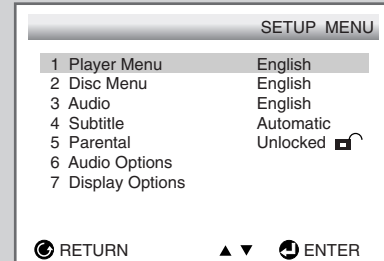 SETUP MENU
1 Player Menu English
2 Disc Menu English
3 Audio English
4 Subtitle Automatic
5 Parental Unlocked
6 Audio Options
7 Display Options
RETURN ▲ ▼ ENTER